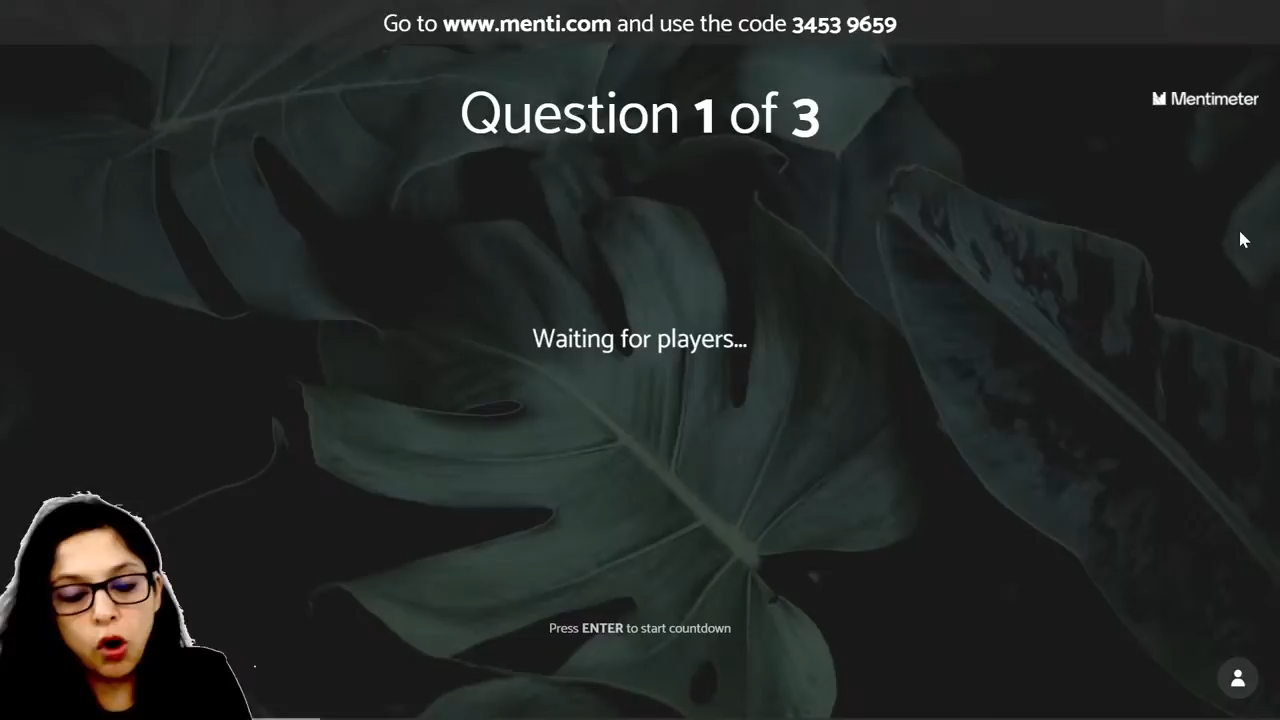 Go to www.menti.com and use the code 3453 9659
Mentimeter
Question 1 of 3
Waiting for players...
Press ENTER to start countdown